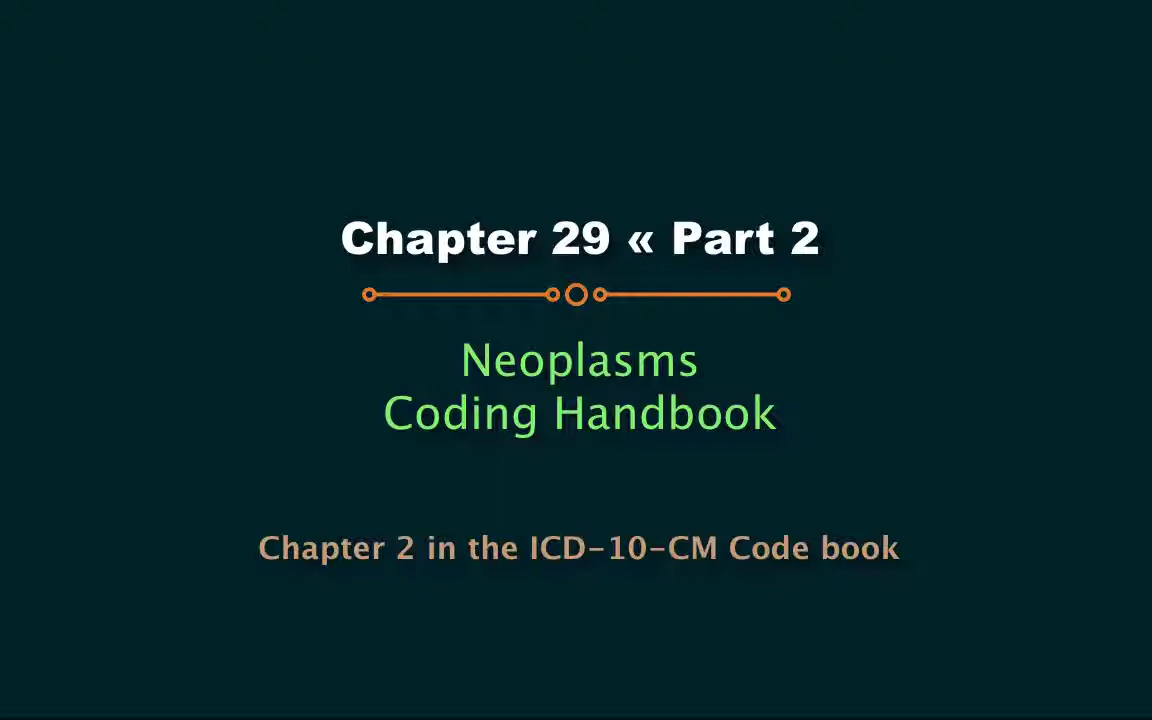 Chapter 29 « Part 2
Neoplasms
Coding Handbook
Chapter 2 in the ICD-10-CM Code book